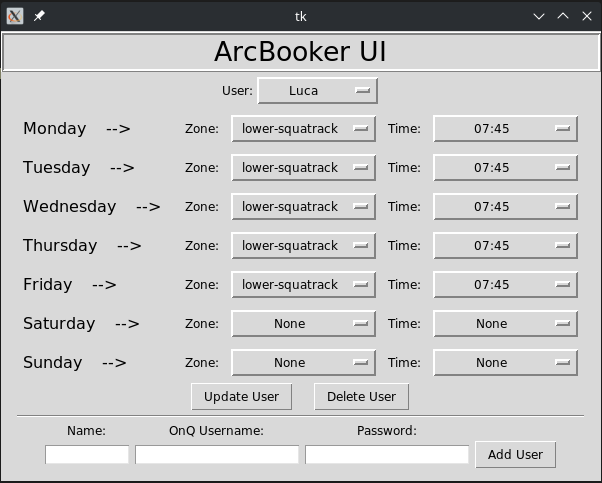 tk
ArcBooker UI
User: Luca
Monday --> Zone: lower-squatrack Time: 07:45
Tuesday --> Zone: lower-squatrack Time: 07:45
Wednesday --> Zone: lower-squatrack Time: 07:45
Thursday --> Zone: lower-squatrack Time: 07:45
Friday --> Zone: lower-squatrack Time: 07:45
Saturday --> Zone: None Time: None
Sunday --> Zone: None Time: None
Update User Delete User
Name: OnQ Username: Password:
Add User